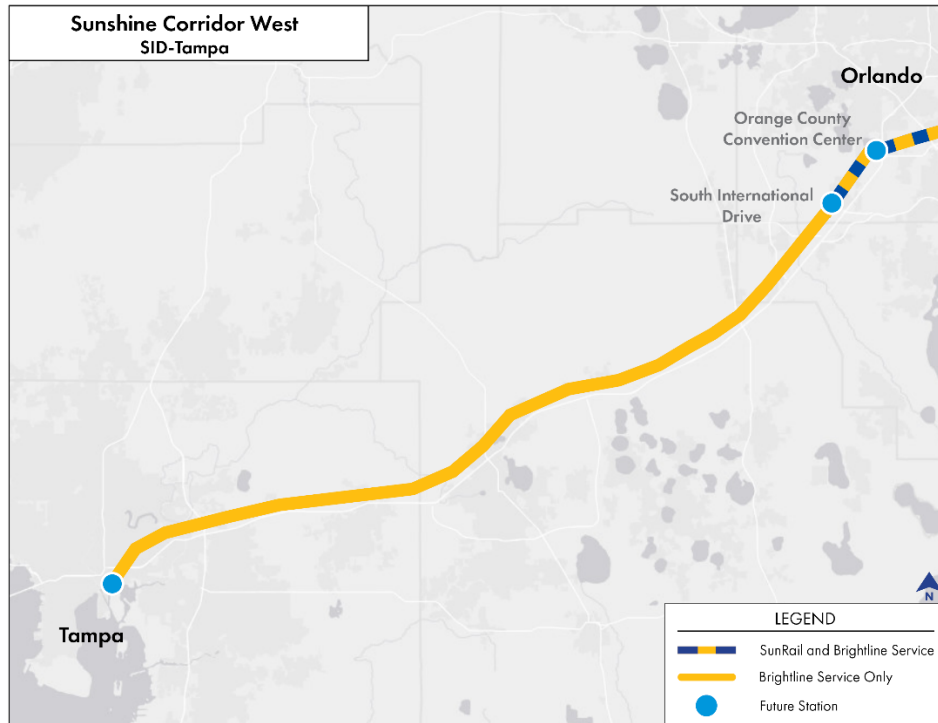 Sunshine Corridor West
SID-Tampa
Orlando
Orange County
Convention Center
South International
Drive
Tampa
N
LEGEND
SunRail and Brightline Service
Brightline Service Only
Future Station